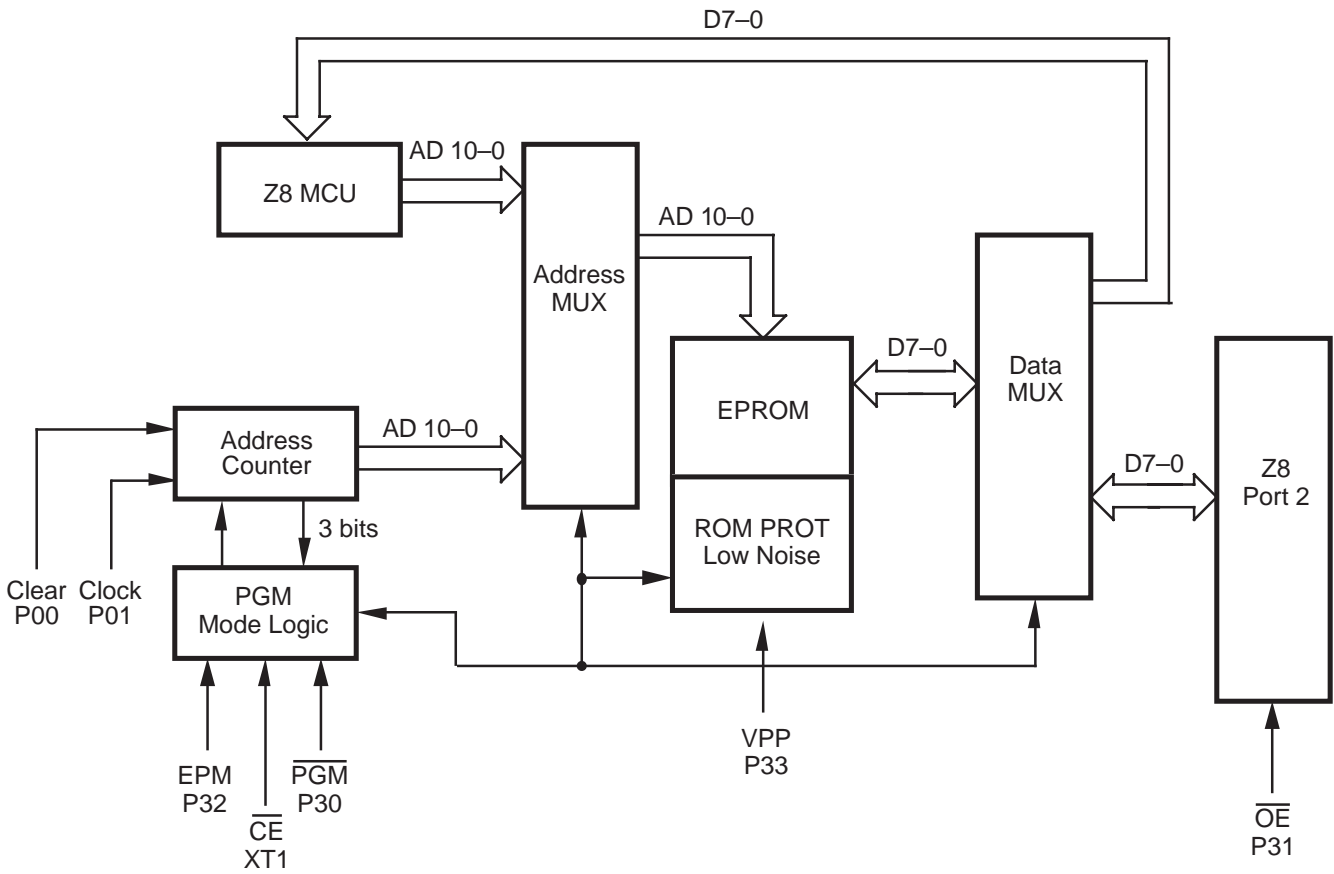 D7–0
Z8 MCU
AD 10–0
Address
MUX
AD 10–0
EPROM
ROM PROT
Low Noise
D7–0
Data
MUX
D7–0
Z8
Port 2
Address
Counter
AD 10–0
3 bits
Clear
P00
Clock
P01
PGM
Mode Logic
EPM
P32
CE
XT1
PGM
P30
VPP
P33
OE
P31